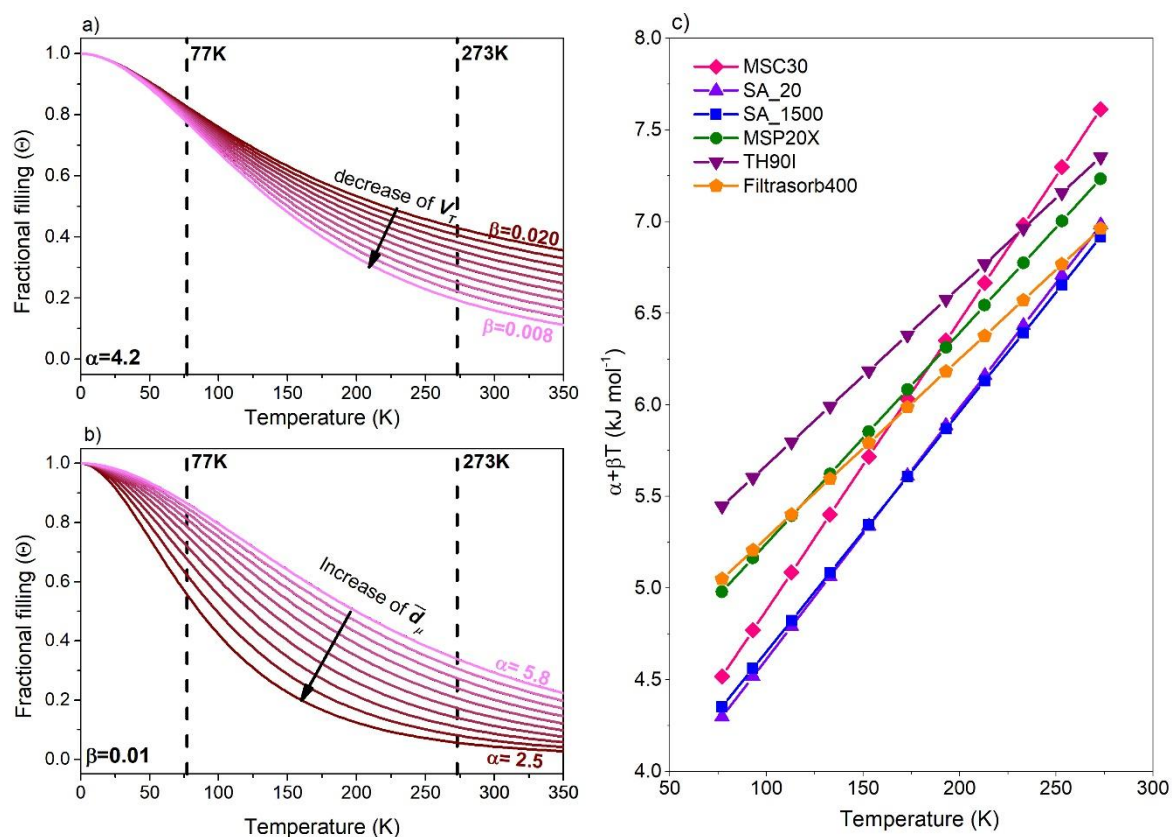 a)
77K
273K
1.0
0.8
0.6
0.4
0.2
0.0
Fractional filling (Θ)
decrease of V_T
β=0.020
β=0.008
α=4.2
0 50 100 150 200 250 300 350
Temperature (K)
b)
77K
273K
1.0
0.8
0.6
0.4
0.2
0.0
Fractional filling (Θ)
Increase of d̅_μ
α= 5.8
α= 2.5
β=0.01
0 50 100 150 200 250 300 350
Temperature (K)
c)
8.0
7.5
7.0
6.5
6.0
5.5
5.0
4.5
4.0
α+βT (kJ mol⁻¹)
MSC30
SA_20
SA_1500
MSP20X
TH90I
Filtrasorb400
50 100 150 200 250 300
Temperature (K)